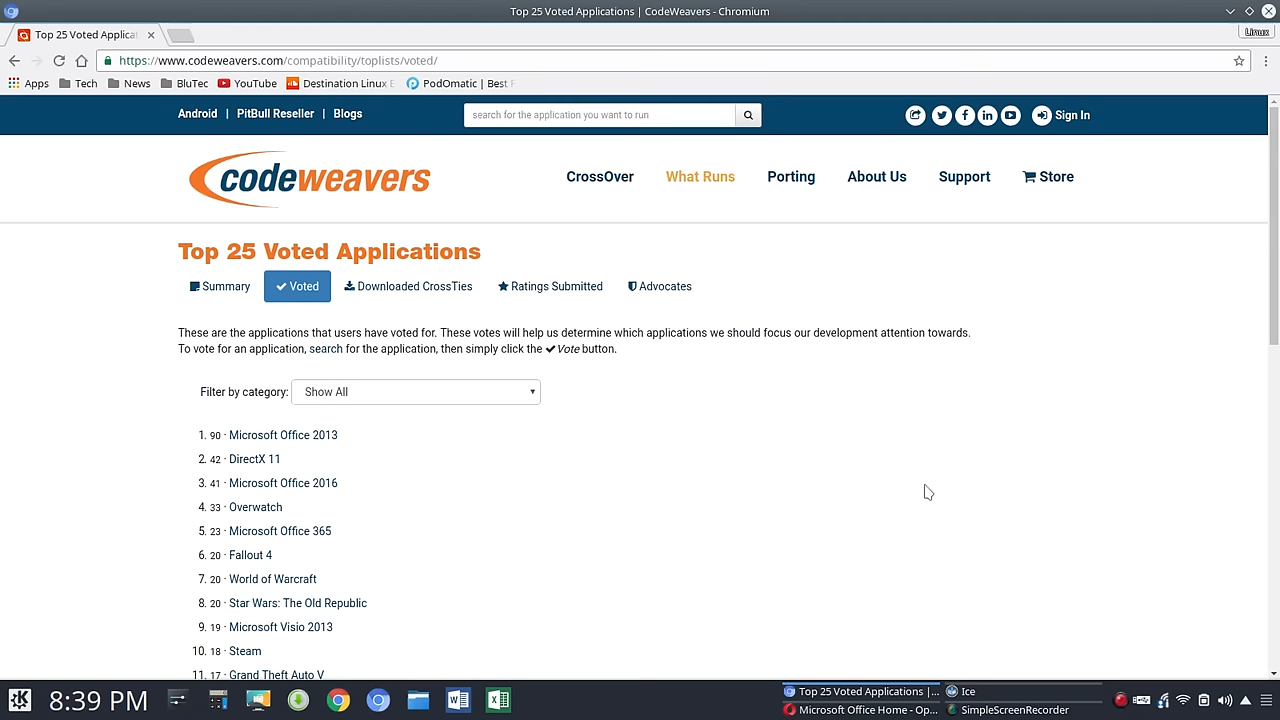 Top 25 Voted Applications | CodeWeavers - Chromium
Top 25 Voted Applicat
Linux
https://www.codeweavers.com/compatibility/toplists/voted/
Apps Tech News BluTec YouTube Destination Linux E PodOmatic | Best F
Android | PitBull Reseller | Blogs
search for the application you want to run
Sign In
codeweavers
CrossOver What Runs Porting About Us Support Store
Top 25 Voted Applications
Summary Voted Downloaded CrossTies Ratings Submitted Advocates
These are the applications that users have voted for. These votes will help us determine which applications we should focus our development attention towards.
To vote for an application, search for the application, then simply click the Vote button.
Filter by category: Show All
1. 90 · Microsoft Office 2013
2. 42 · DirectX 11
3. 41 · Microsoft Office 2016
4. 33 · Overwatch
5. 23 · Microsoft Office 365
6. 20 · Fallout 4
7. 20 · World of Warcraft
8. 20 · Star Wars: The Old Republic
9. 19 · Microsoft Visio 2013
10. 18 · Steam
11. 17 · Grand Theft Auto V
8:39 PM
Top 25 Voted Applications |...
Ice
Microsoft Office Home - Op...
SimpleScreenRecorder